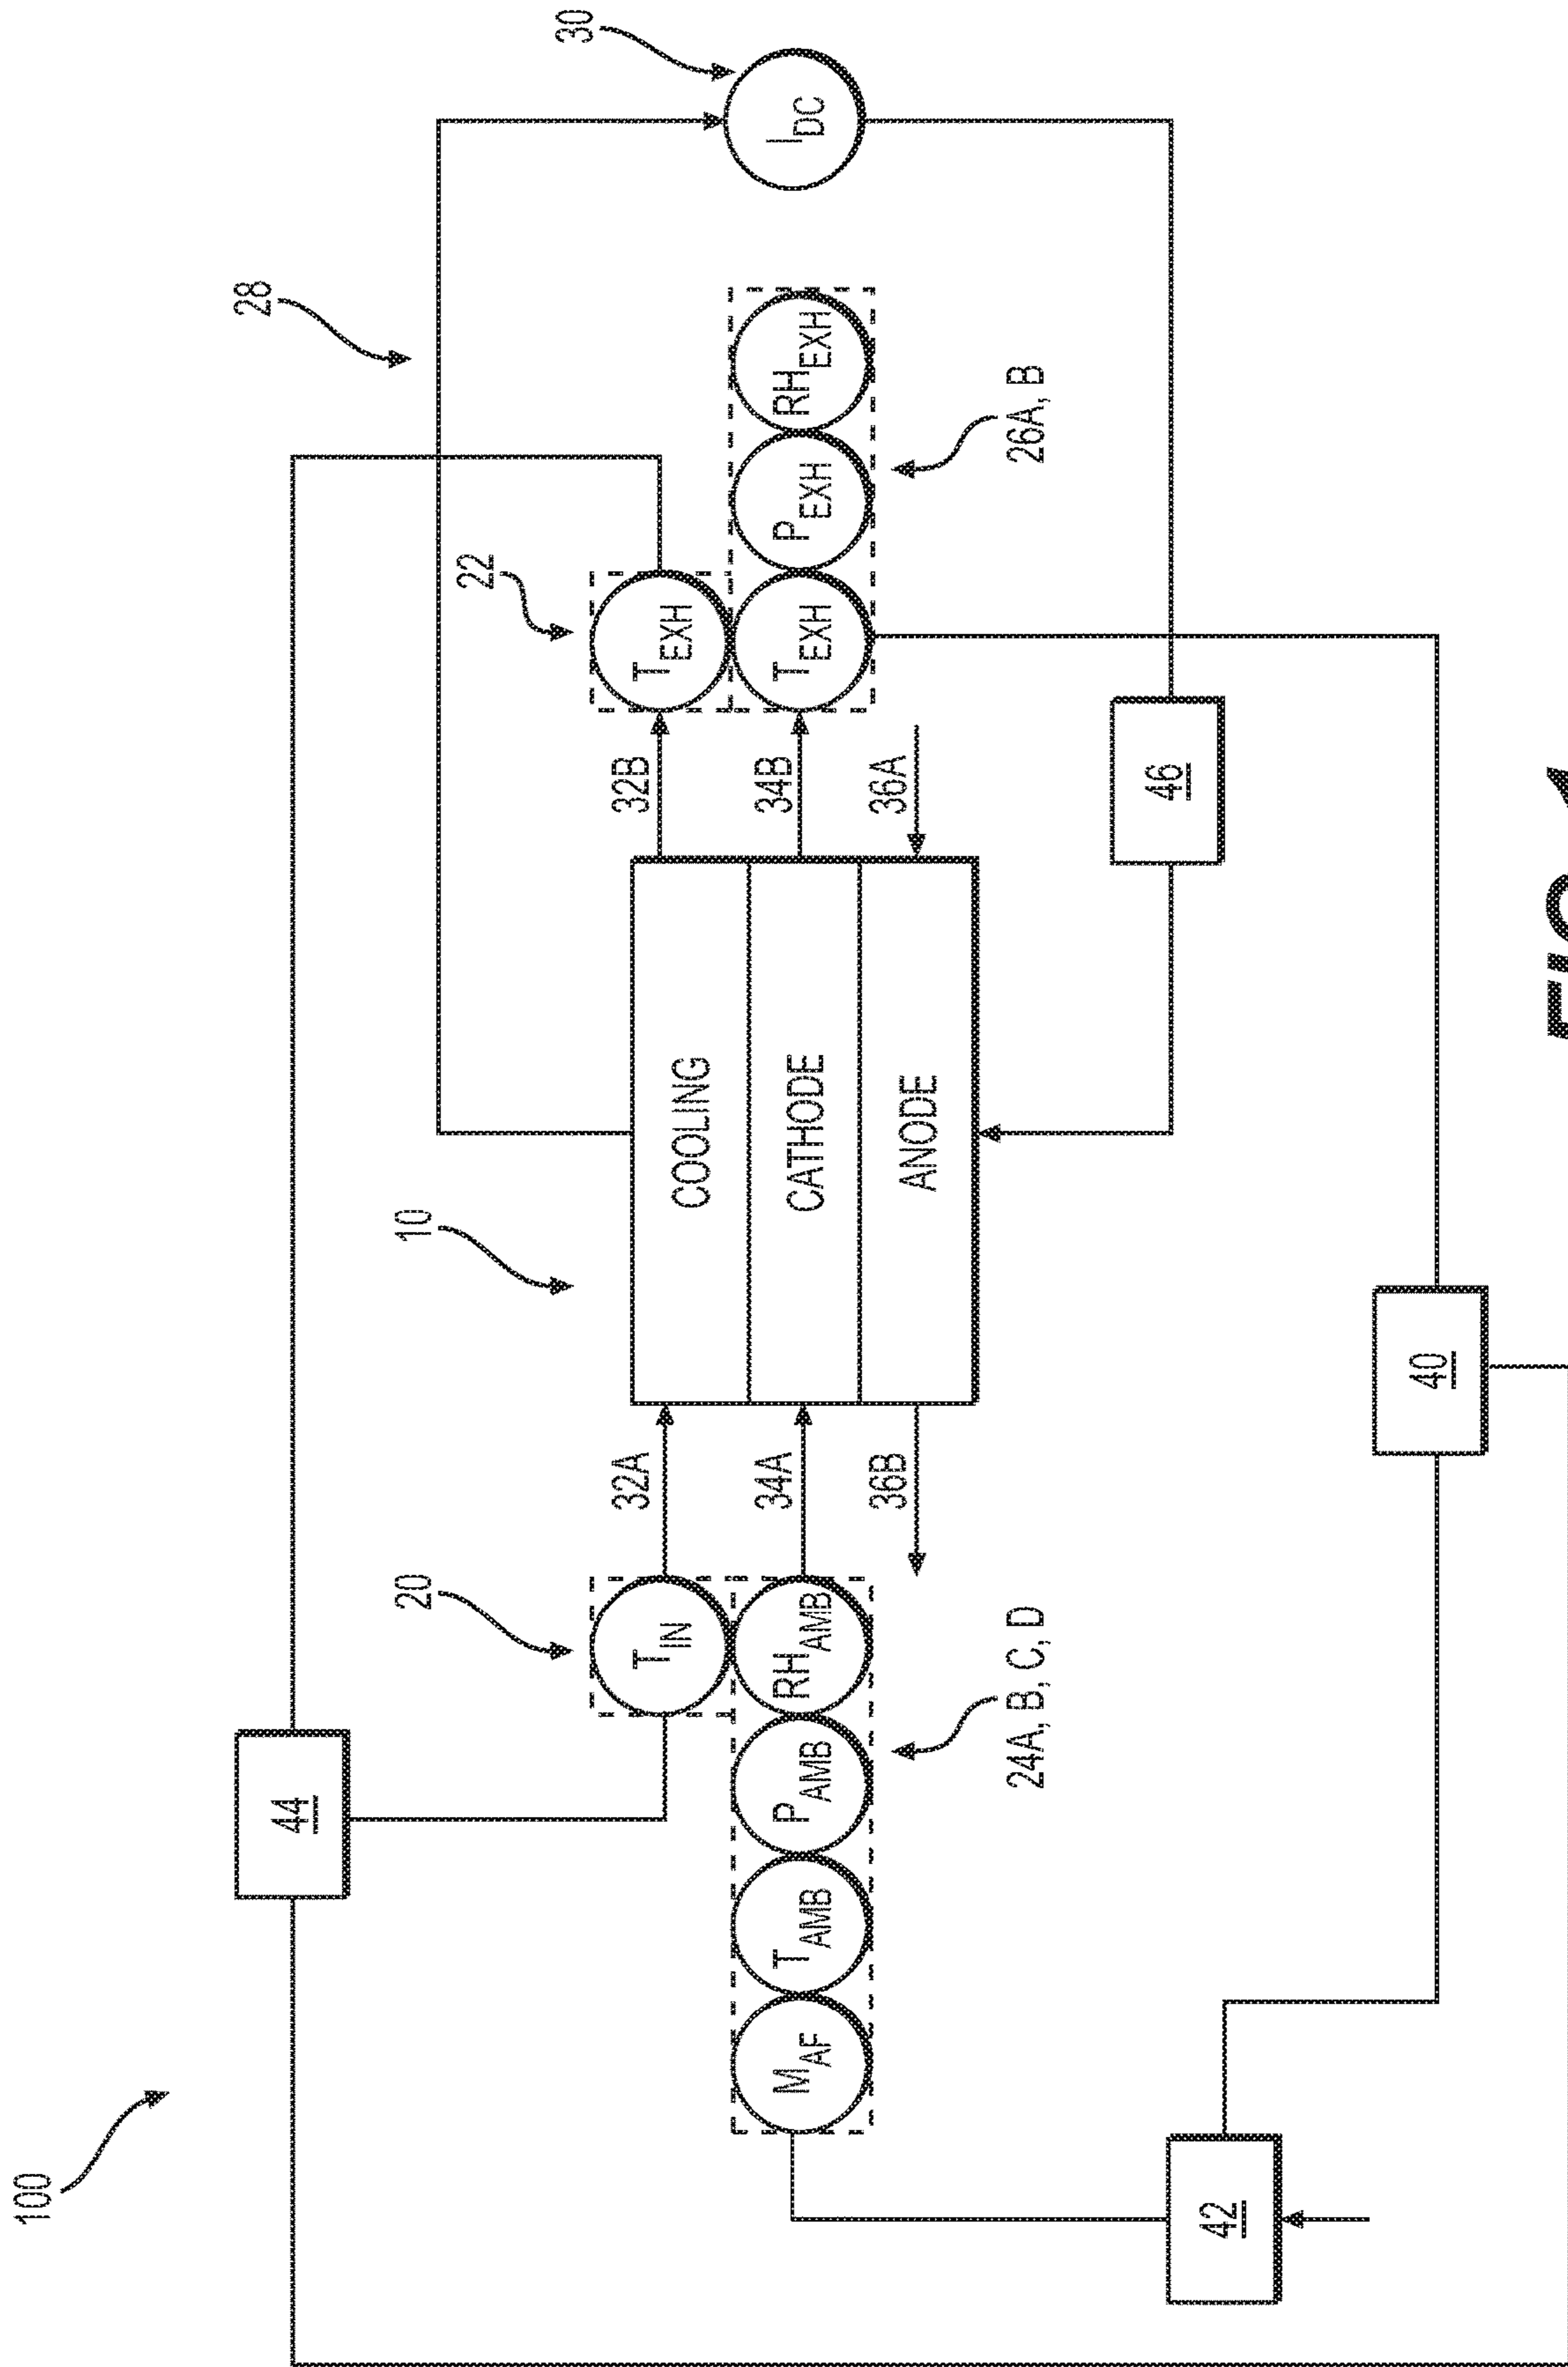 100
44
20
10
22
28
30
T_IN
32A
COOLING
32B
T_EXH
M_AF
T_AMB
P_AMB
RH_AMB
34A
CATHODE
34B
T_EXH
P_EXH
RH_EXH
I_DC
36B
ANODE
36A
24A, B, C, D
26A, B
42
40
46